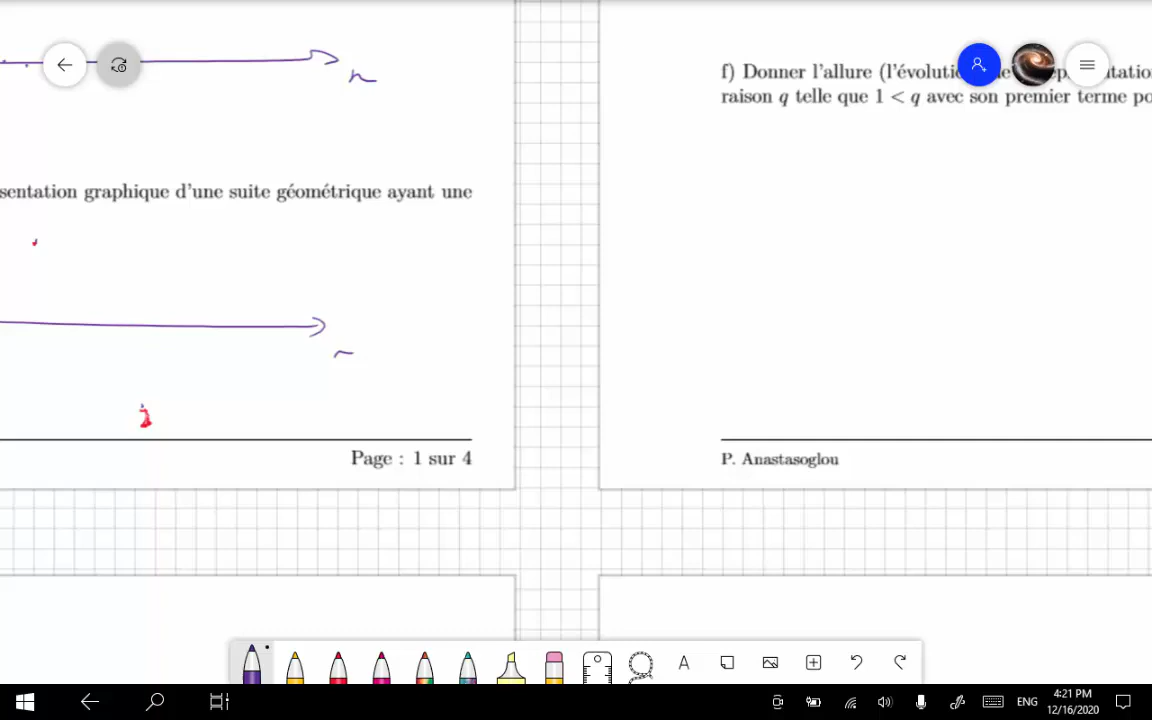 n
sentation graphique d'une suite géométrique ayant une
Page : 1 sur 4
f) Donner l'allure (l'évoluti
raison q telle que 1 < q avec son premier terme po
P. Anastasoglou
A
ENG
4:21 PM
12/16/2020